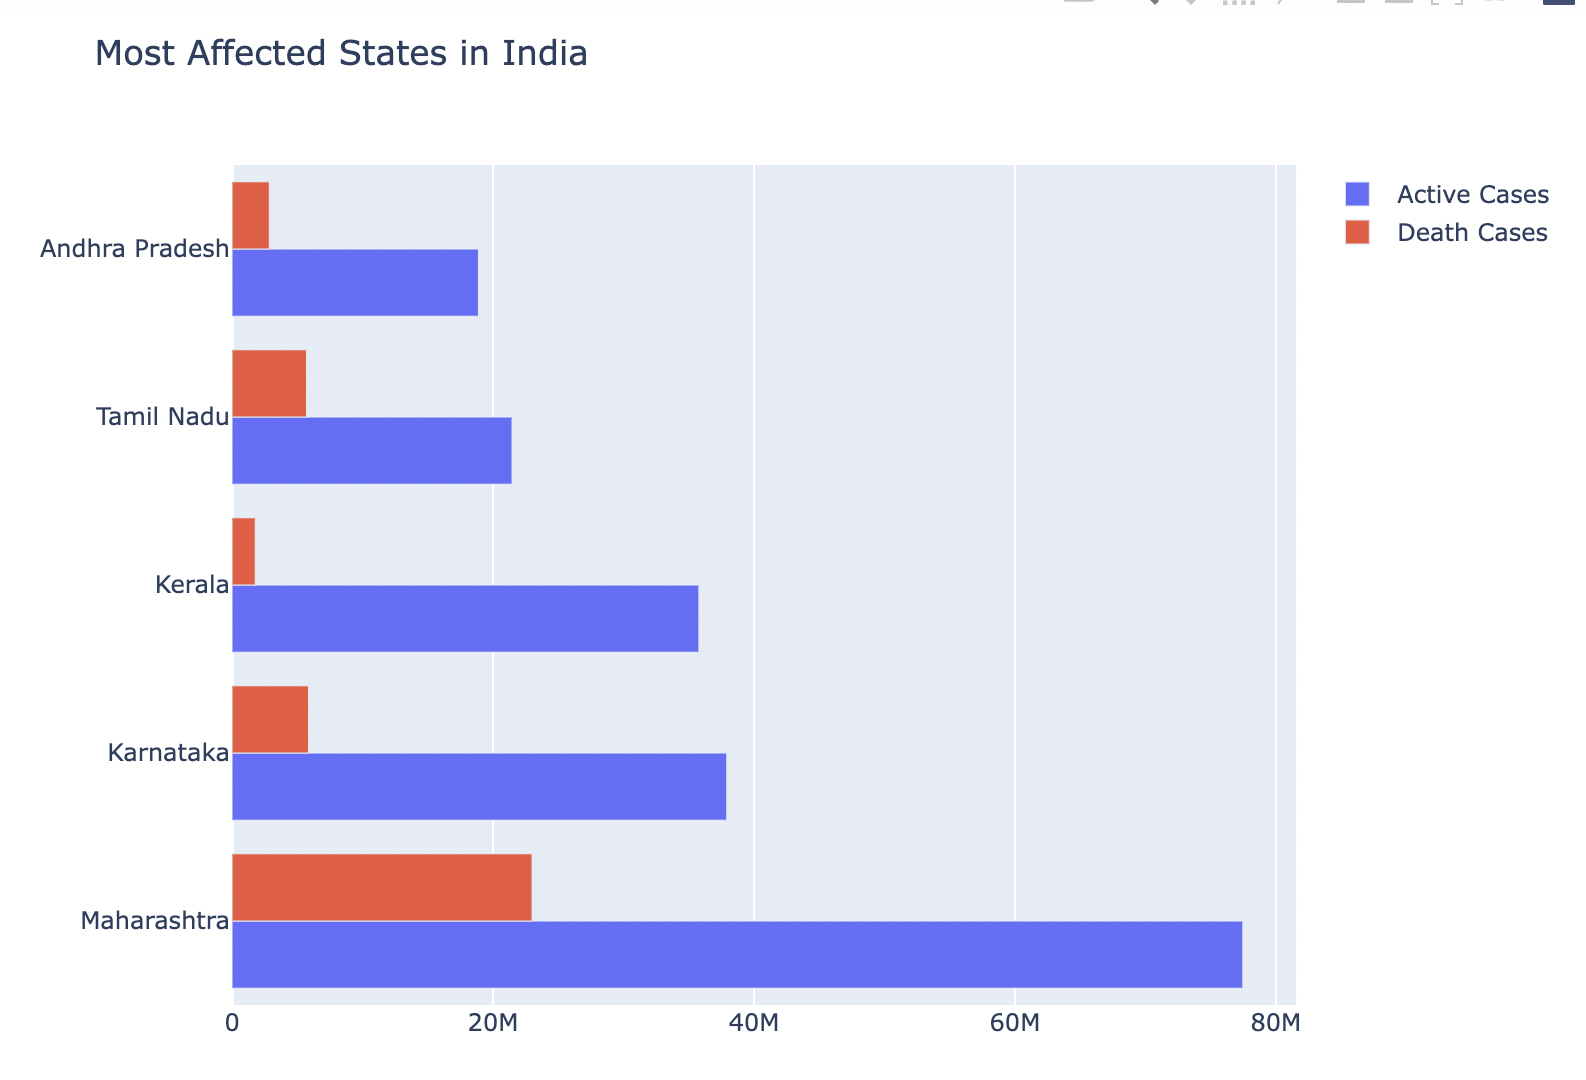 Most Affected States in India
Active Cases
Death Cases
Andhra Pradesh
Tamil Nadu
Kerala
Karnataka
Maharashtra
0 20M 40M 60M 80M